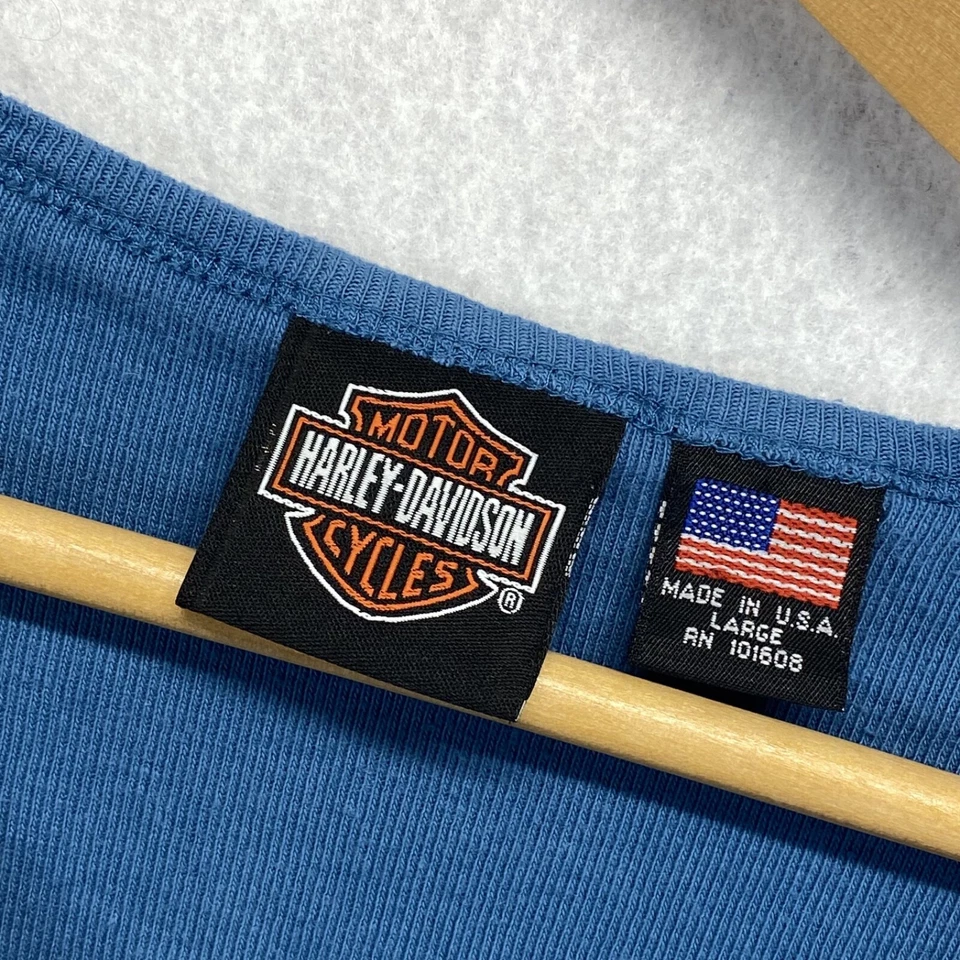 MOTOR
HARLEY-DAVIDSON
CYCLES
®
MADE IN U.S.A.
LARGE
RN 101608